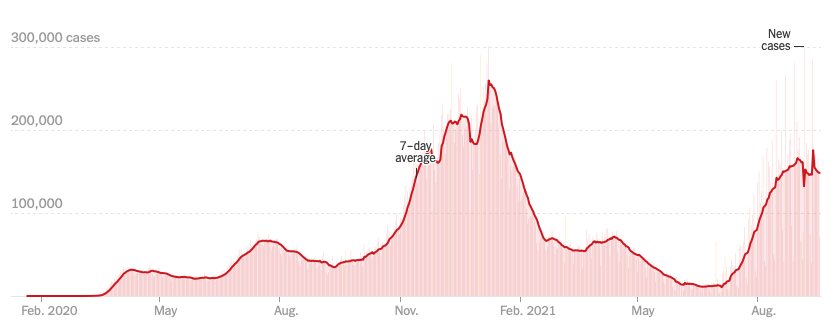 New
cases
300,000 cases
200,000
7-day
average
100,000
Feb. 2020
May
Aug.
Nov.
Feb. 2021
May
Aug.